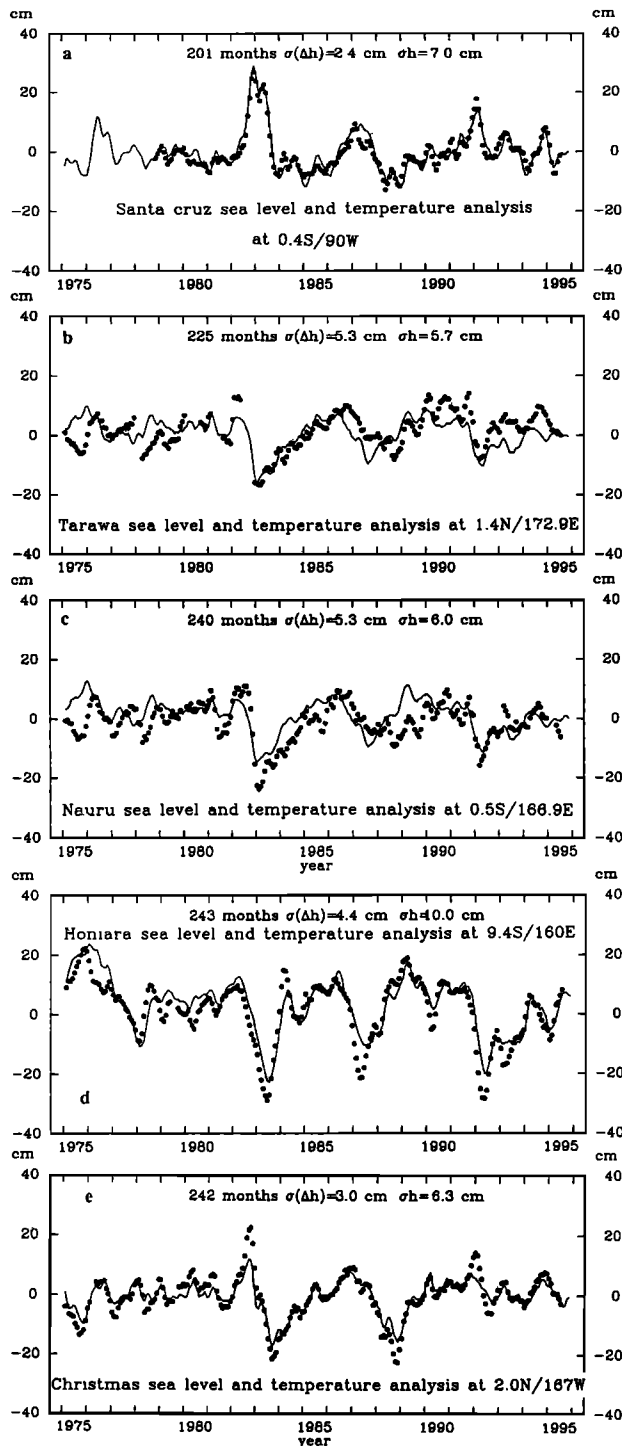 cm cm
40 40
a 201 months σ(Δh)=2 4 cm σh=7 0 cm
20 20
0 0
-20 -20
Santa cruz sea level and temperature analysis
at 0.4S/90W
-40 -40
1975 1980 1985 1990 1995
cm cm
40 40
b 225 months σ(Δh)=5.3 cm σh=5.7 cm
20 20
0 0
-20 -20
Tarawa sea level and temperature analysis at 1.4N/172.9E
-40 -40
1975 1980 1985 1990 1995
cm cm
40 40
c 240 months σ(Δh)=5.3 cm σh=6.0 cm
20 20
0 0
-20 -20
Nauru sea level and temperature analysis at 0.5S/166.9E
-40 -40
1975 1980 1985 1990 1995
year
cm cm
40 40
243 months σ(Δh)=4.4 cm σh=10.0 cm
Honiara sea level and temperature analysis at 9.4S/160E
20 20
0 0
-20 -20
d
-40 -40
1975 1980 1985 1990 1995
cm cm
40 40
e 242 months σ(Δh)=3.0 cm σh=6.3 cm
20 20
0 0
-20 -20
Christmas sea level and temperature analysis at 2.0N/167W
-40 -40
1975 1980 1985 1990 1995
year